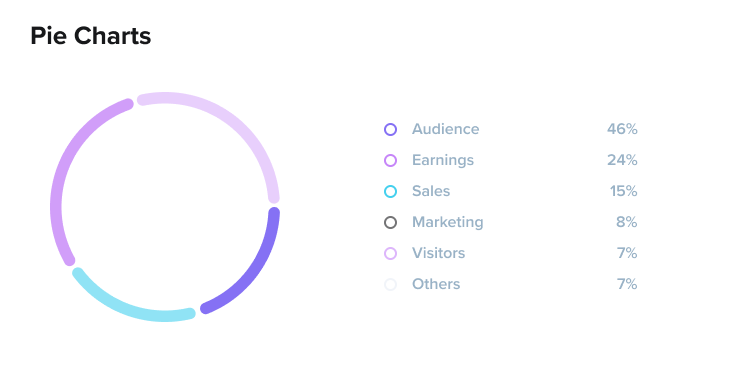 Pie Charts
Audience 46%
Earnings 24%
Sales 15%
Marketing 8%
Visitors 7%
Others 7%